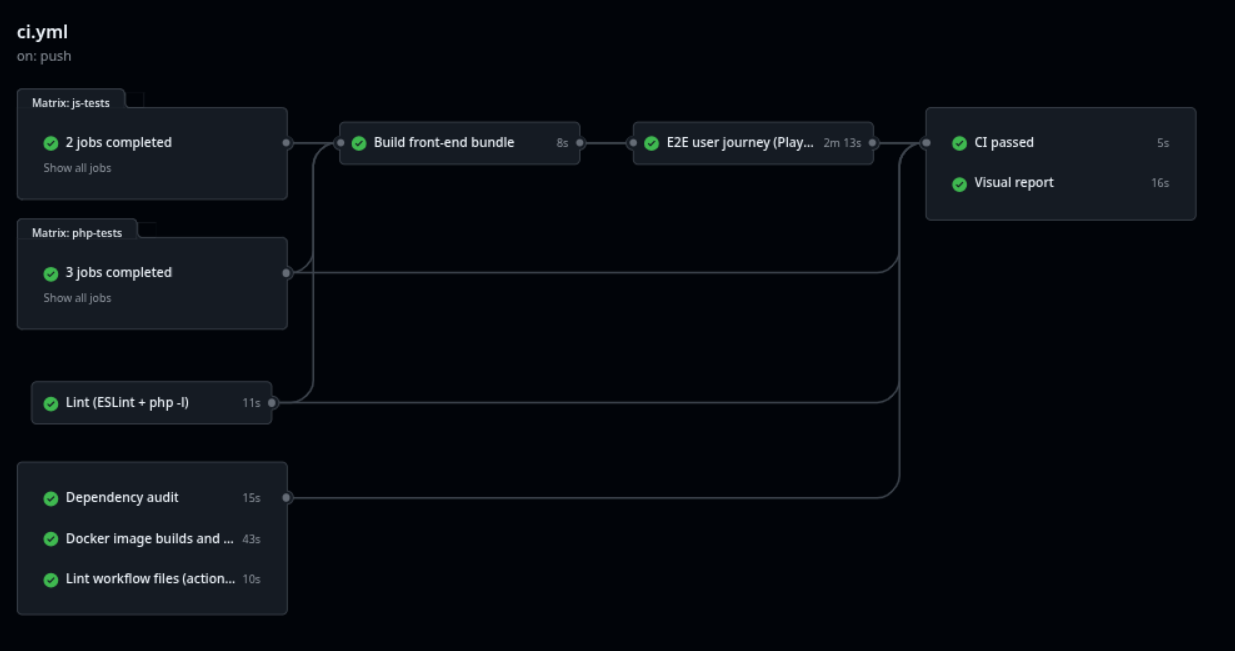 ci.yml
on: push
Matrix: js-tests
2 jobs completed
Show all jobs
Build front-end bundle 8s
E2E user journey (Play... 2m 13s
CI passed 5s
Visual report 16s
Matrix: php-tests
3 jobs completed
Show all jobs
Lint (ESLint + php -l) 11s
Dependency audit 15s
Docker image builds and ... 43s
Lint workflow files (action... 10s